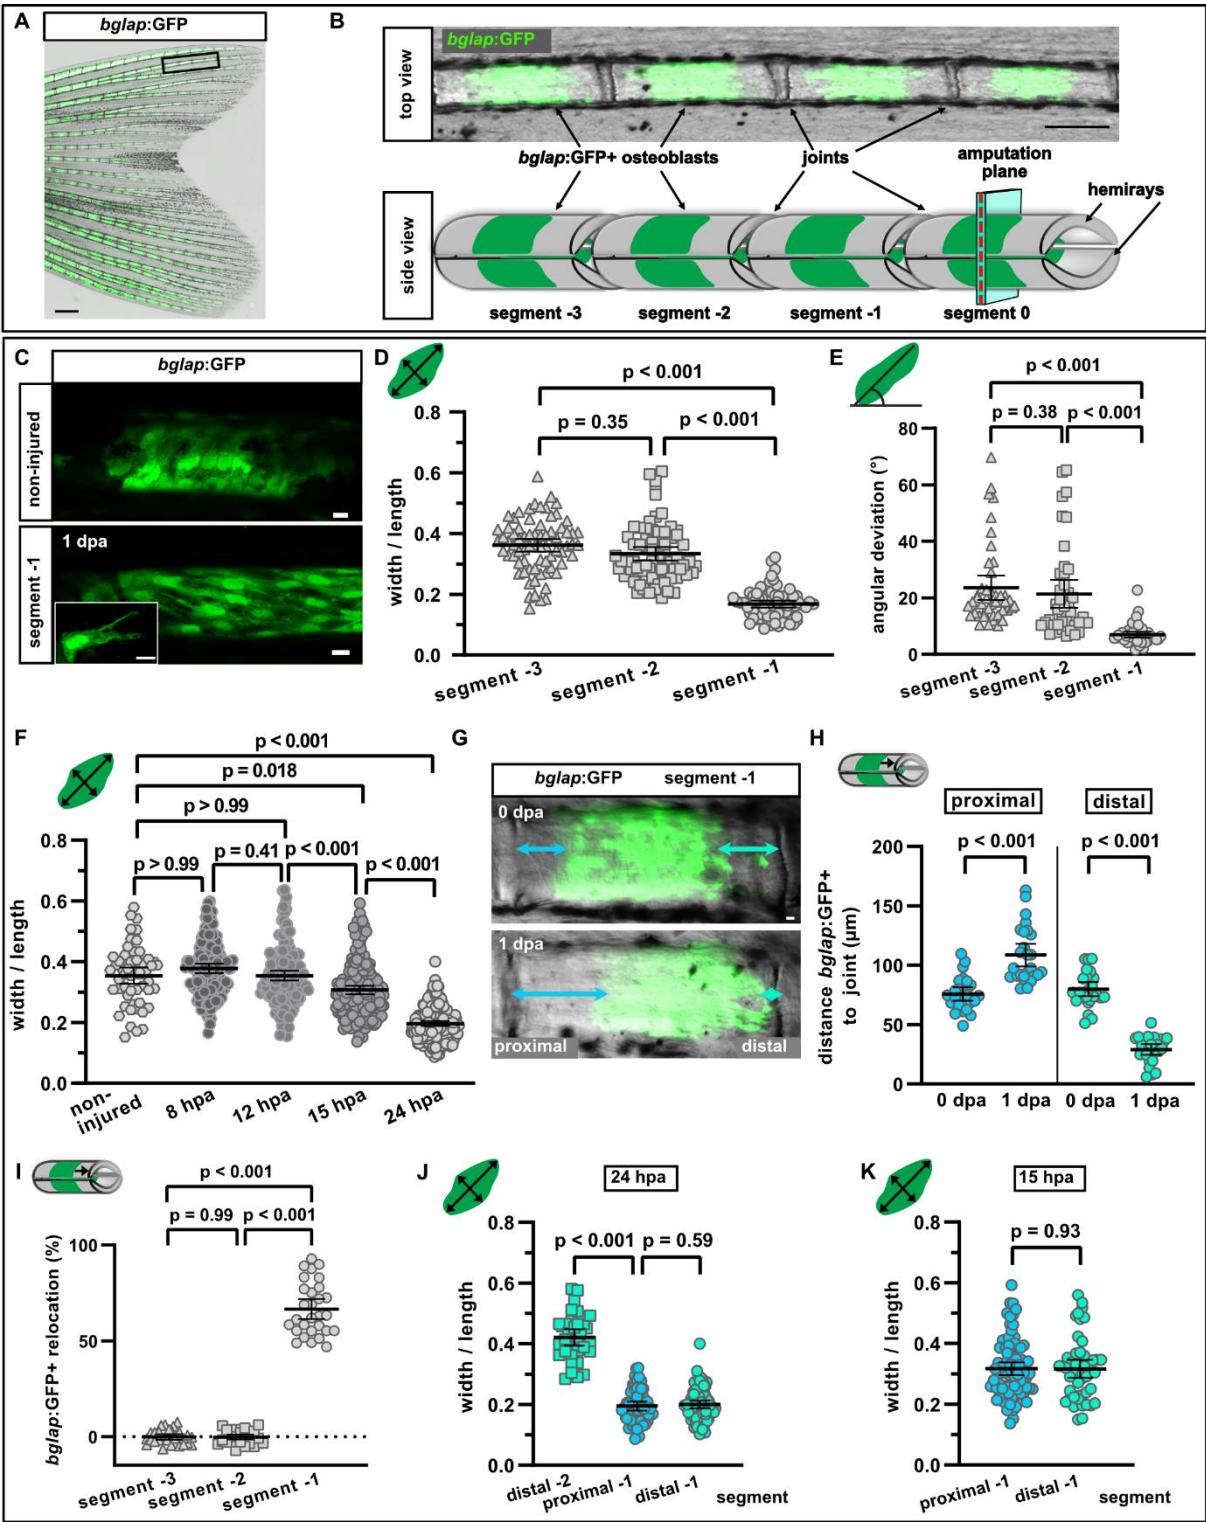 A
bglap:GFP
B
top view
bglap:GFP
bglap:GFP+ osteoblasts
joints
amputation
plane
hemirays
side view
segment -3
segment -2
segment -1
segment 0
C
bglap:GFP
non-injured
segment -1
1 dpa
D
p < 0.001
p = 0.35
p < 0.001
width / length
0.8
0.6
0.4
0.2
0.0
segment -3
segment -2
segment -1
E
p < 0.001
p = 0.38
p < 0.001
angular deviation (°)
80
60
40
20
0
segment -3
segment -2
segment -1
F
p < 0.001
p = 0.018
p > 0.99
p > 0.99
p = 0.41
p < 0.001
p < 0.001
width / length
0.8
0.6
0.4
0.2
0.0
non-
injured
8 hpa
12 hpa
15 hpa
24 hpa
G
bglap:GFP
segment -1
0 dpa
1 dpa
proximal
distal
H
proximal
distal
p < 0.001
p < 0.001
distance bglap:GFP+
to joint (µm)
200
150
100
50
0
0 dpa
1 dpa
0 dpa
1 dpa
I
p < 0.001
p = 0.99
p < 0.001
bglap:GFP+ relocation (%)
100
50
0
segment -3
segment -2
segment -1
J
24 hpa
p < 0.001
p = 0.59
width / length
0.8
0.6
0.4
0.2
0.0
distal -2
proximal -1
distal -1
segment
K
15 hpa
p = 0.93
width / length
0.8
0.6
0.4
0.2
0.0
proximal -1
distal -1
segment